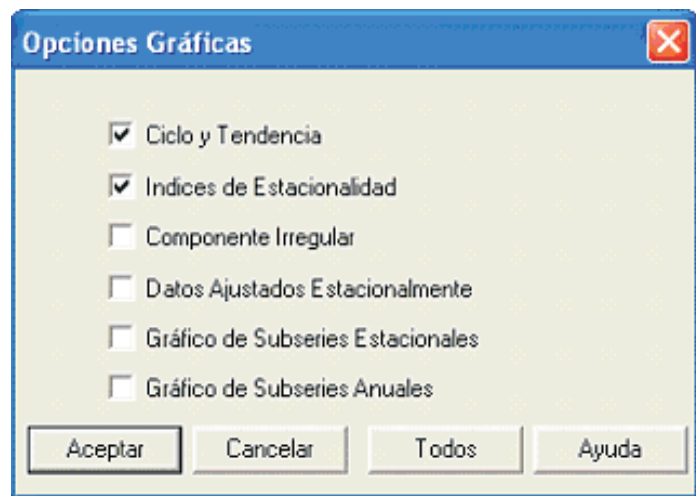 Opciones Gráficas
Ciclo y Tendencia
Indices de Estacionalidad
Componente Irregular
Datos Ajustados Estacionalmente
Gráfico de Subseries Estacionales
Gráfico de Subseries Anuales
Aceptar Cancelar Todos Ayuda